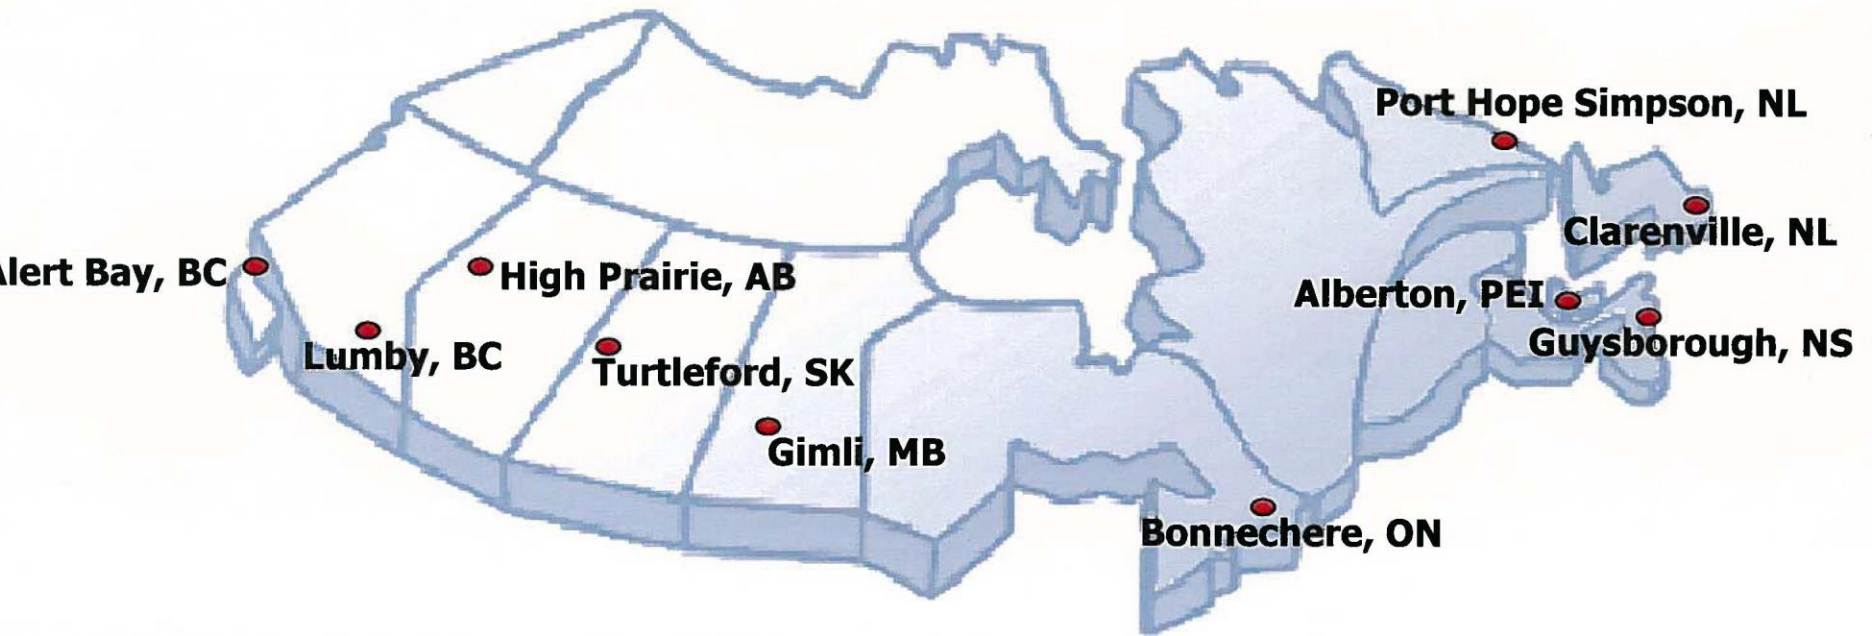 Port Hope Simpson, NL
Clarenville, NL
Alert Bay, BC
High Prairie, AB
Alberton, PEI
Guysborough, NS
Lumby, BC
Turtleford, SK
Gimli, MB
Bonnechere, ON